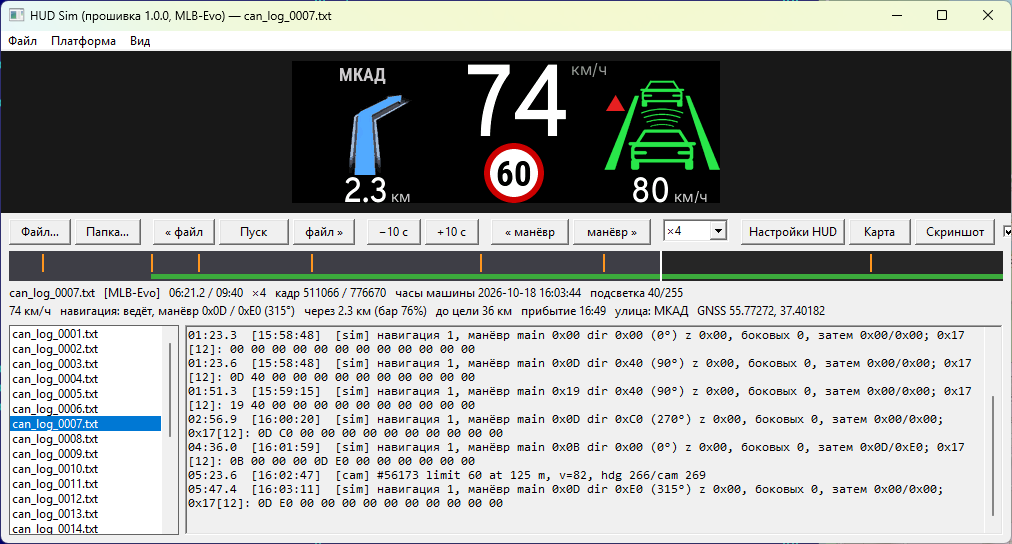 HUD Sim (прошивка 1.0.0, MLB-Evo) — can_log_0007.txt
Файл Платформа Вид
МКАД
74 км/ч
60
2.3 км
80 км/ч
Файл... Папка... « файл Пуск файл » −10 с +10 с « манёвр манёвр » ×4 Настройки HUD Карта Скриншот
can_log_0007.txt [MLB-Evo] 06:21.2 / 09:40 ×4 кадр 511066 / 776670 часы машины 2026-10-18 16:03:44 подсветка 40/255
74 км/ч навигация: ведёт, манёвр 0x0D / 0xE0 (315°) через 2.3 км (бар 76%) до цели 36 км прибытие 16:49 улица: МКАД GNSS 55.77272, 37.40182
can_log_0001.txt
can_log_0002.txt
can_log_0003.txt
can_log_0004.txt
can_log_0005.txt
can_log_0006.txt
can_log_0007.txt
can_log_0008.txt
can_log_0009.txt
can_log_0010.txt
can_log_0011.txt
can_log_0012.txt
can_log_0013.txt
can_log_0014.txt
01:23.3 [15:58:48] [sim] навигация 1, манёвр main 0x00 dir 0x00 (0°) z 0x00, боковых 0, затем 0x00/0x00; 0x17
[12]: 00 00 00 00 00 00 00 00 00 00 00 00
01:23.6 [15:58:48] [sim] навигация 1, манёвр main 0x0D dir 0x40 (90°) z 0x00, боковых 0, затем 0x00/0x00; 0x17
[12]: 0D 40 00 00 00 00 00 00 00 00 00 00
01:51.3 [15:59:15] [sim] навигация 1, манёвр main 0x19 dir 0x40 (90°) z 0x00, боковых 0, затем 0x00/0x00; 0x17
[12]: 19 40 00 00 00 00 00 00 00 00 00 00
02:56.9 [16:00:20] [sim] навигация 1, манёвр main 0x0D dir 0xC0 (270°) z 0x00, боковых 0, затем 0x00/0x00;
0x17[12]: 0D C0 00 00 00 00 00 00 00 00 00 00
04:36.0 [16:01:59] [sim] навигация 1, манёвр main 0x0B dir 0x00 (0°) z 0x00, боковых 0, затем 0x0D/0xE0; 0x17
[12]: 0B 00 00 00 0D E0 00 00 00 00 00 00
05:23.6 [16:02:47] [cam] #56173 limit 60 at 125 m, v=82, hdg 266/cam 269
05:47.4 [16:03:11] [sim] навигация 1, манёвр main 0x0D dir 0xE0 (315°) z 0x00, боковых 0, затем 0x00/0x00;
0x17[12]: 0D E0 00 00 00 00 00 00 00 00 00 00